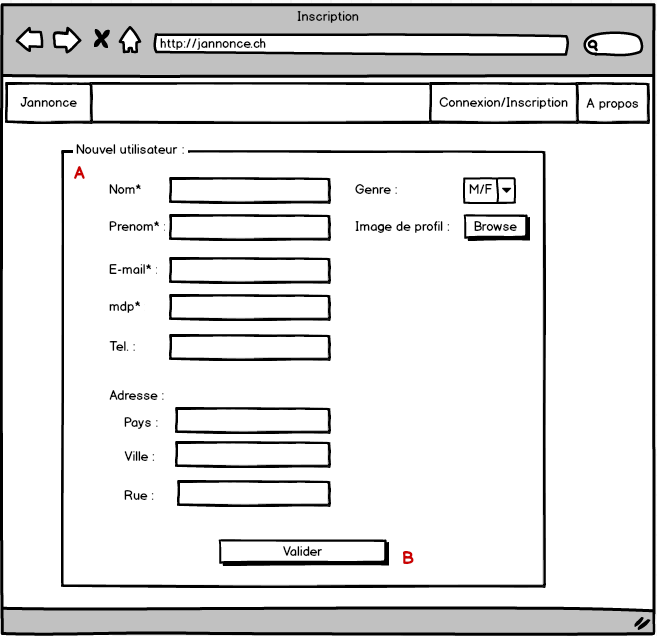 Inscription
http://jannonce.ch
Jannonce Connexion/Inscription A propos
Nouvel utilisateur :
A
Nom* Genre : M/F
Prenom* : Image de profil : Browse
E-mail* :
mdp*
Tel. :
Adresse :
Pays :
Ville :
Rue :
Valider
B